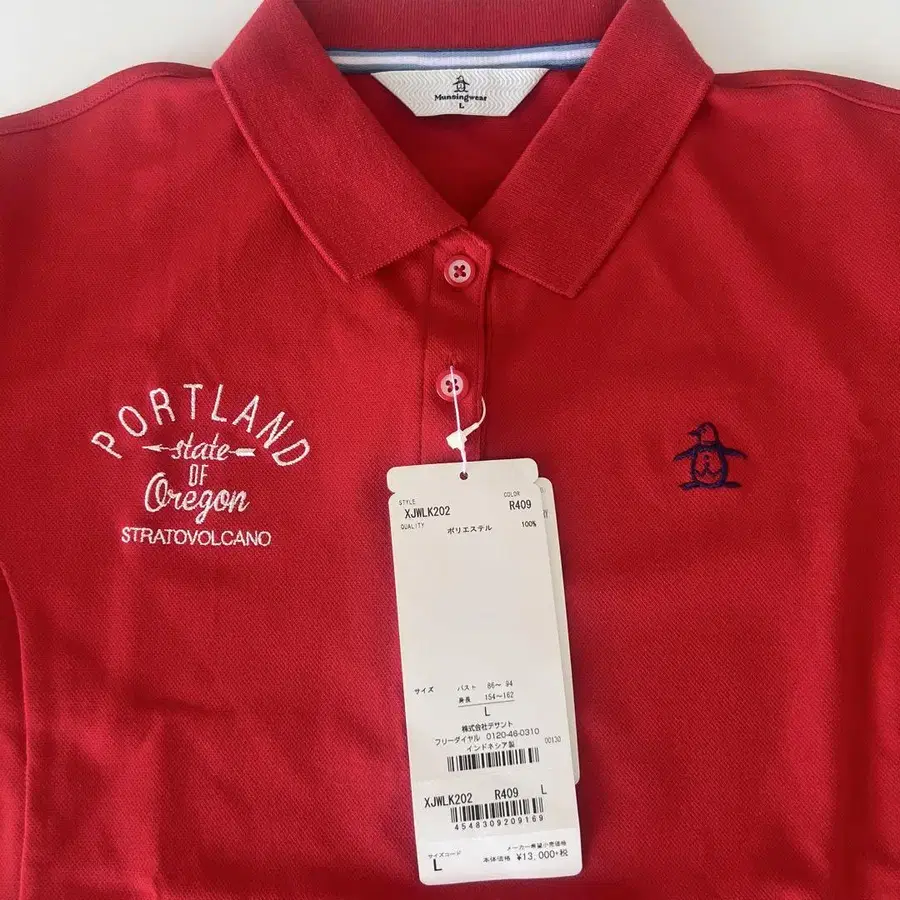 Munsingwear
L
PORTLAND
state
OF
Oregon
STRATOVOLCANO
STYLE COLOR
XJWLK202 R409
QUALITY ポリエステル 100%
サイズ バスト 86～ 94
身長 154～162
L
株式会社デサント
フリーダイヤル 0120-46-0310
インドネシア製 00130
XJWLK202 R409 L
4548309209169
サイズコード メーカー希望小売価格
L 本体価格 ¥13,000+税